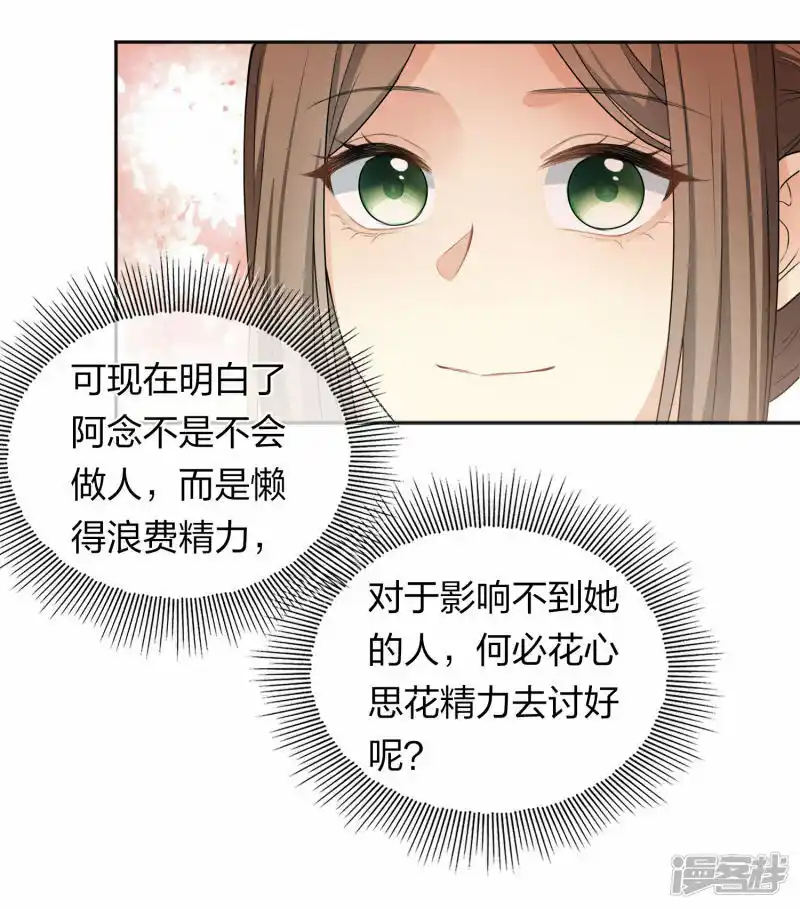 可现在明白了
阿念不是不会
做人，而是懒
得浪费精力，
对于影响不到她
的人，何必花心
思花精力去讨好
呢？
漫客栈